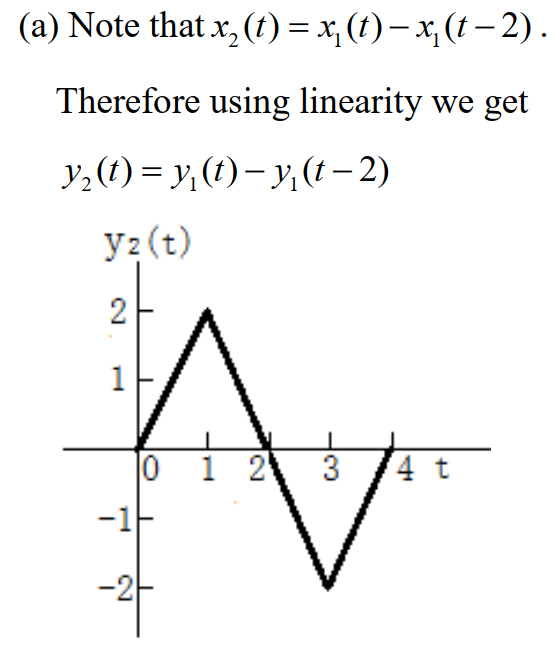 (a) Note that x₂(t) = x₁(t) − x₁(t − 2).
Therefore using linearity we get
y₂(t) = y₁(t) − y₁(t − 2)
y₂(t)
2
1
0 1 2 3 4 t
-1
-2